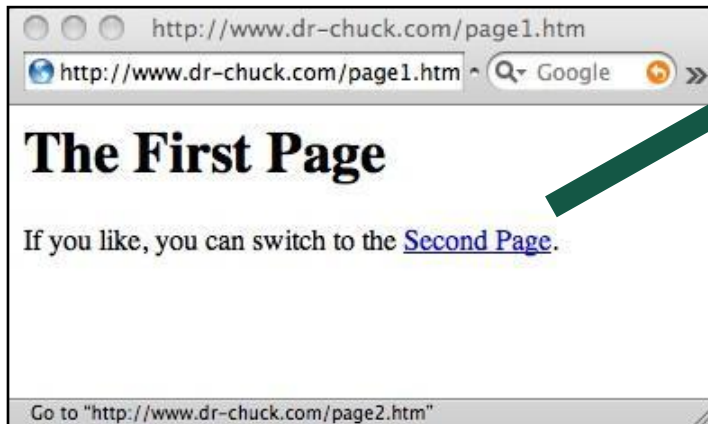 http://www.dr-chuck.com/page1.htm
http://www.dr-chuck.com/page1.htm Google »
The First Page
If you like, you can switch to the Second Page.
Go to "http://www.dr-chuck.com/page2.htm"